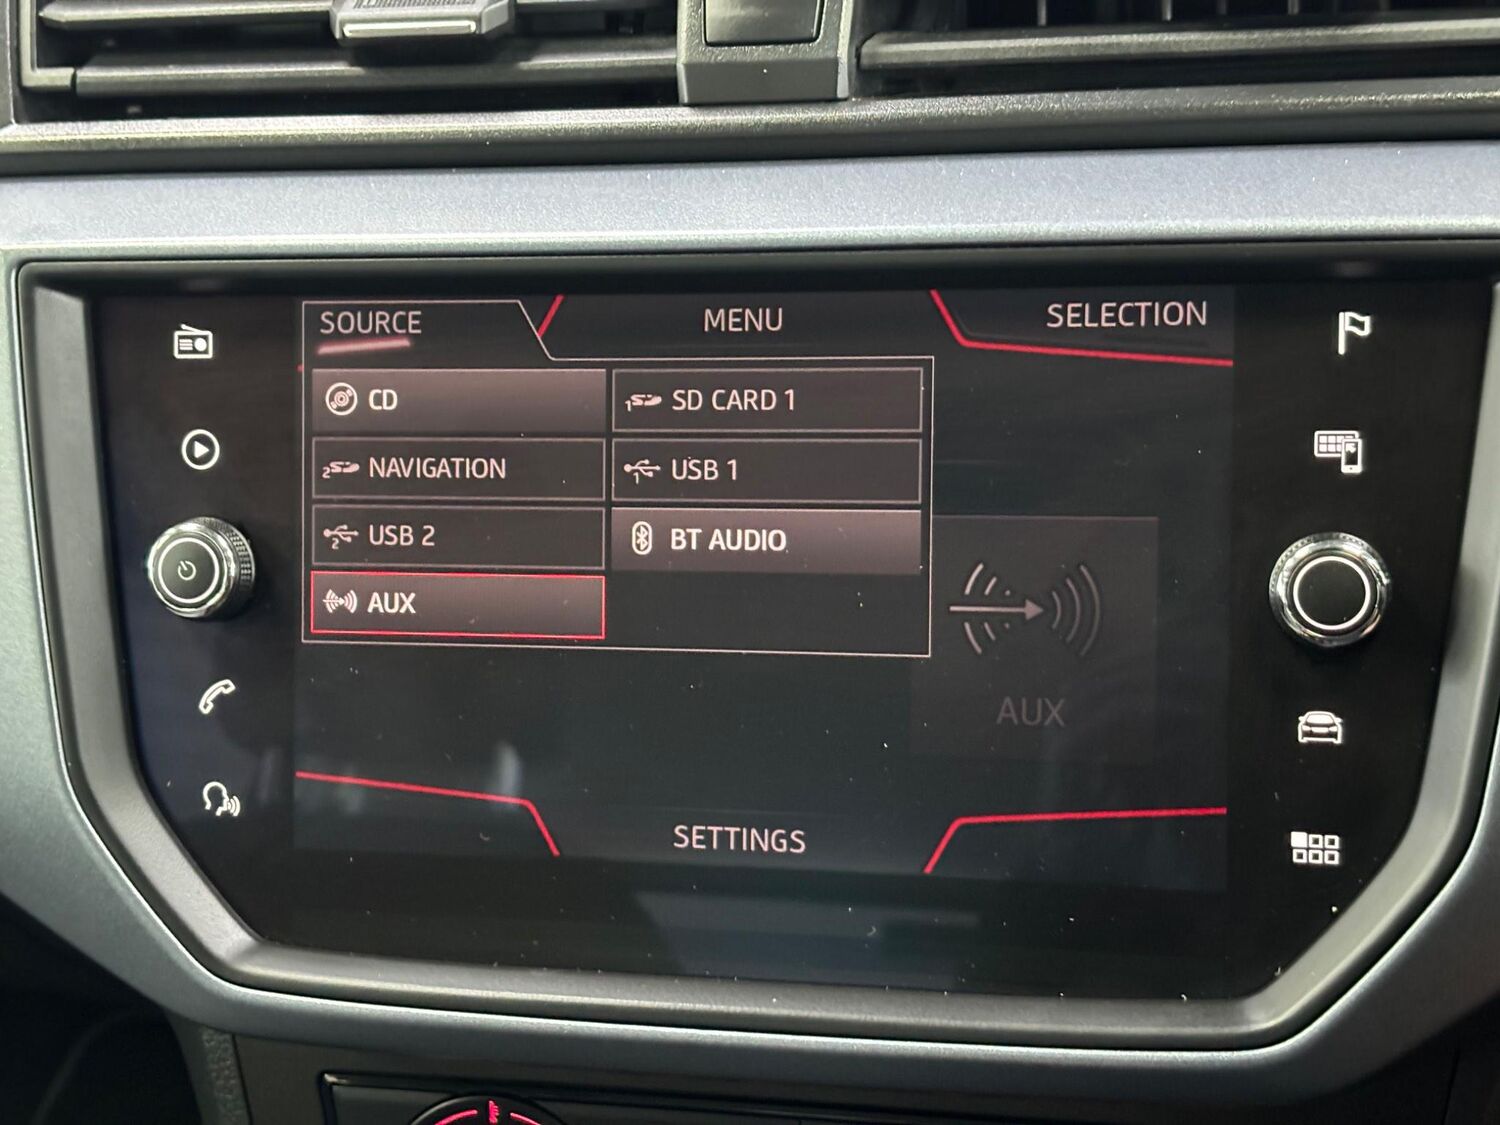 SOURCE
MENU
SELECTION
CD
SD CARD 1
NAVIGATION
USB 1
USB 2
BT AUDIO
AUX
AUX
SETTINGS